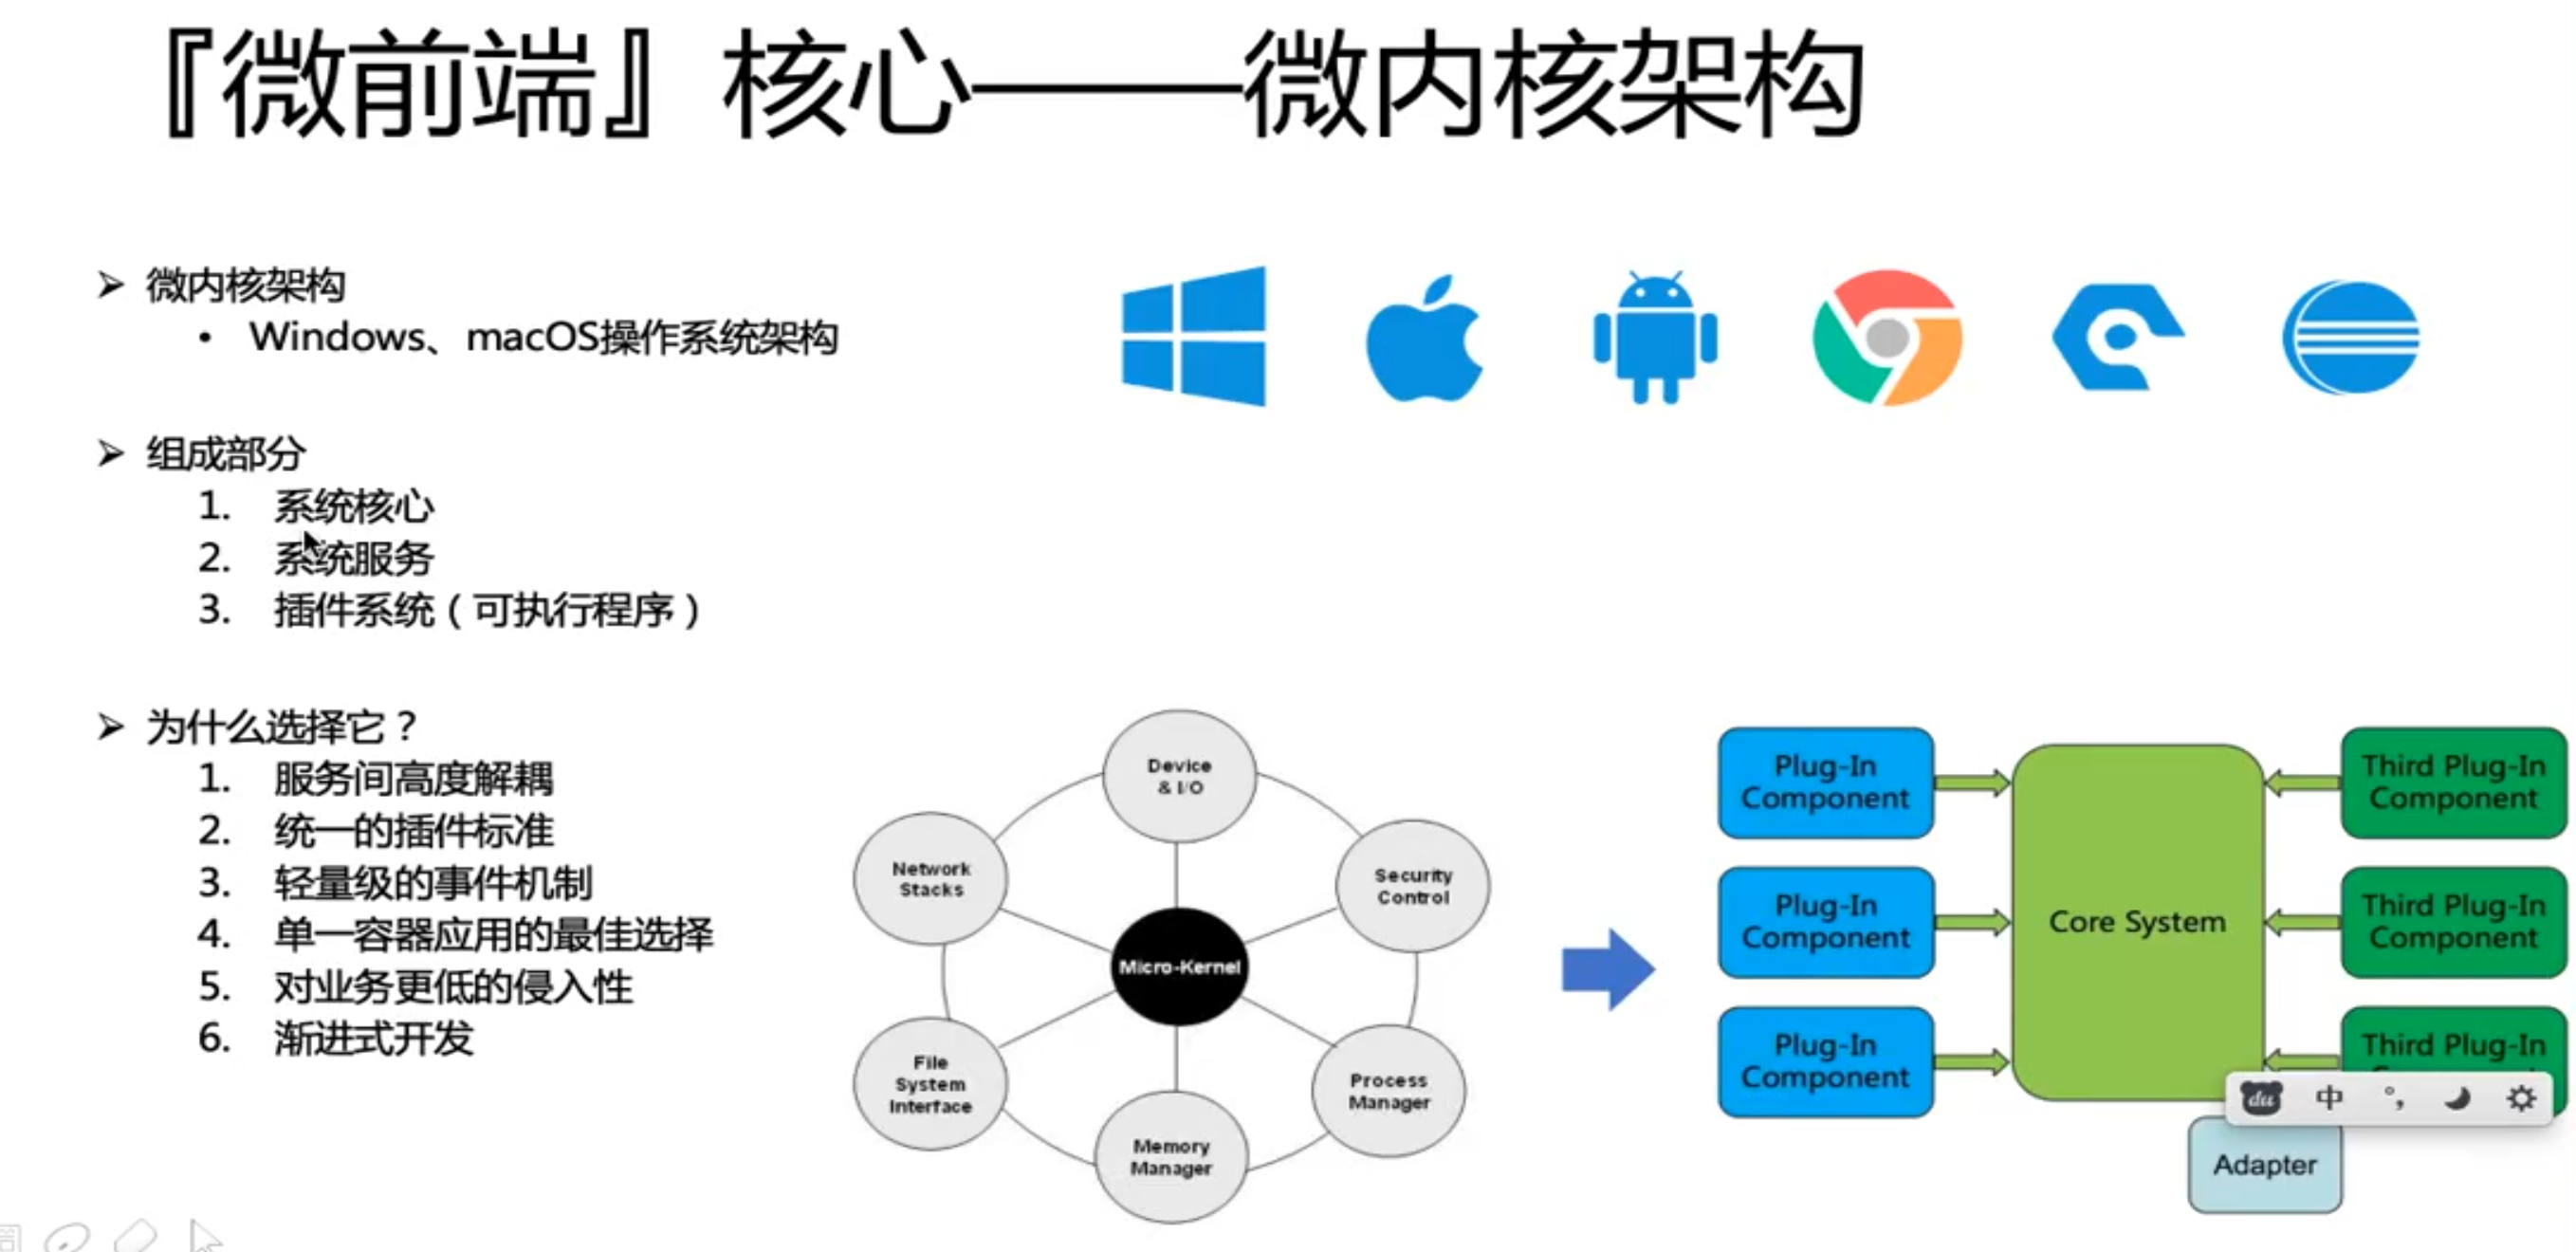 『微前端』核心——微内核架构
➢ 微内核架构
• Windows、macOS操作系统架构
➢ 组成部分
1. 系统核心
2. 系统服务
3. 插件系统（可执行程序）
➢ 为什么选择它？
1. 服务间高度解耦
2. 统一的插件标准
3. 轻量级的事件机制
4. 单一容器应用的最佳选择
5. 对业务更低的侵入性
6. 渐进式开发
Device
& I/O
Network
Stacks
Security
Control
Micro-Kernel
File
System
Interface
Process
Manager
Memory
Manager
Plug-In
Component
Plug-In
Component
Plug-In
Component
Core System
Third Plug-In
Component
Third Plug-In
Component
Third Plug-In
du 中 °,
Adapter